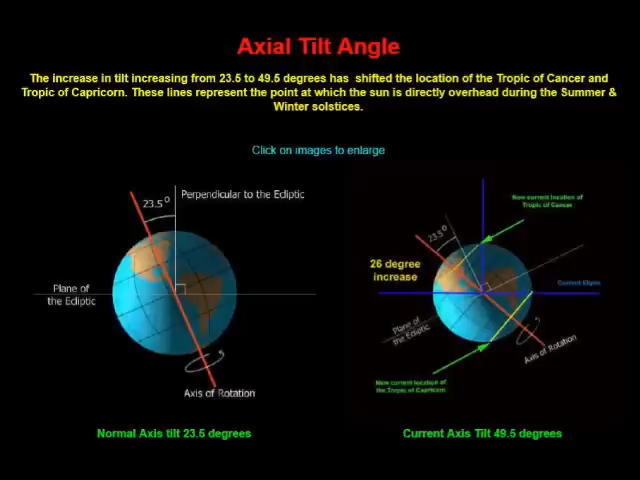 Axial Tilt Angle
The increase in tilt increasing from 23.5 to 49.5 degrees has shifted the location of the Tropic of Cancer and
Tropic of Capricorn. These lines represent the point at which the sun is directly overhead during the Summer &
Winter solstices.
Click on images to enlarge
23.5°
Perpendicular to the Ediptic
Plane of
the Ediptic
Axis of Rotation
Normal Axis tilt 23.5 degrees
New current location of
Tropic of Cancer
23.5°
26 degree
increase
Current Eliptic
Plane of
the Ediptic
Axis of Rotation
New current location of
the Tropic of Capricorn
Current Axis Tilt 49.5 degrees